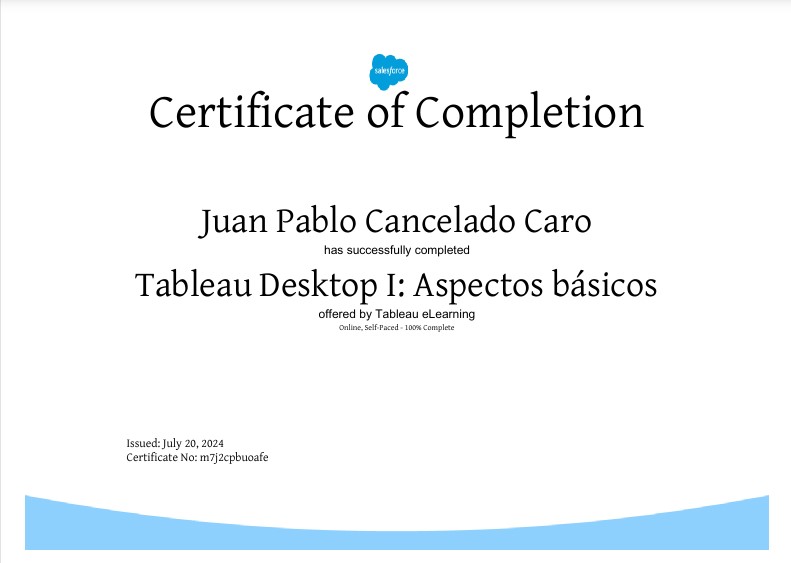 salesforce
Certificate of Completion
Juan Pablo Cancelado Caro
has successfully completed
Tableau Desktop I: Aspectos básicos
offered by Tableau eLearning
Online, Self-Paced - 100% Complete
Issued: July 20, 2024
Certificate No: m7j2cpbuoafe